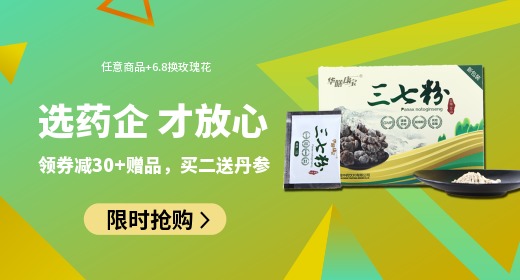 任意商品+6.8换玫瑰花
选药企 才放心
领券减30+赠品，买二送丹参
限时抢购
三七粉
Panax notoginseng
三七粉